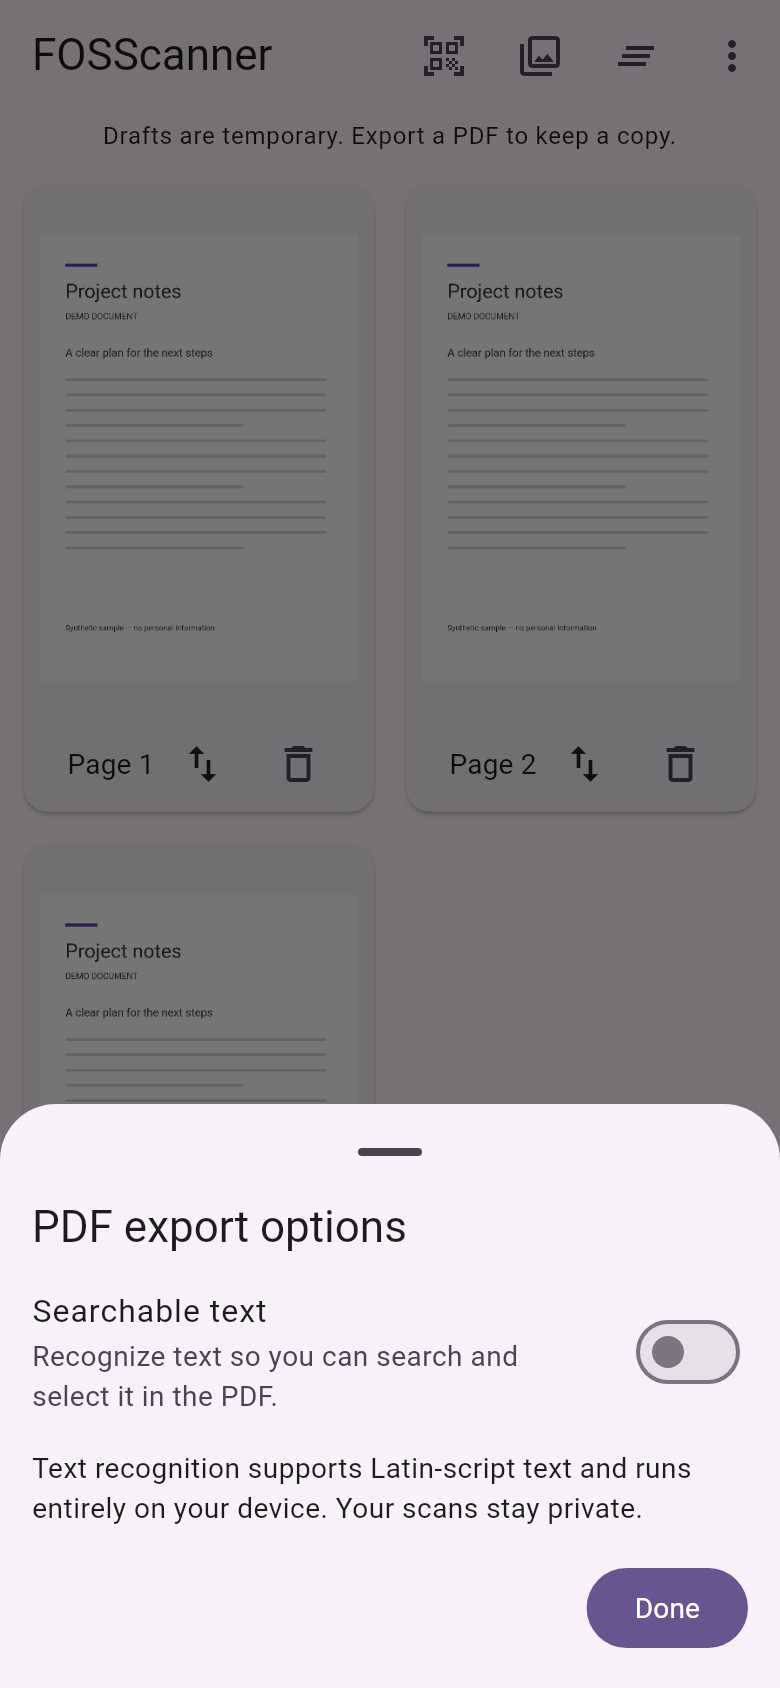 FOSScanner
Drafts are temporary. Export a PDF to keep a copy.
Project notes
DEMO DOCUMENT
A clear plan for the next steps
Synthetic sample — no personal information
Page 1
Project notes
DEMO DOCUMENT
A clear plan for the next steps
Synthetic sample — no personal information
Page 2
Project notes
DEMO DOCUMENT
A clear plan for the next steps
PDF export options
Searchable text
Recognize text so you can search and
select it in the PDF.
Text recognition supports Latin-script text and runs
entirely on your device. Your scans stay private.
Done